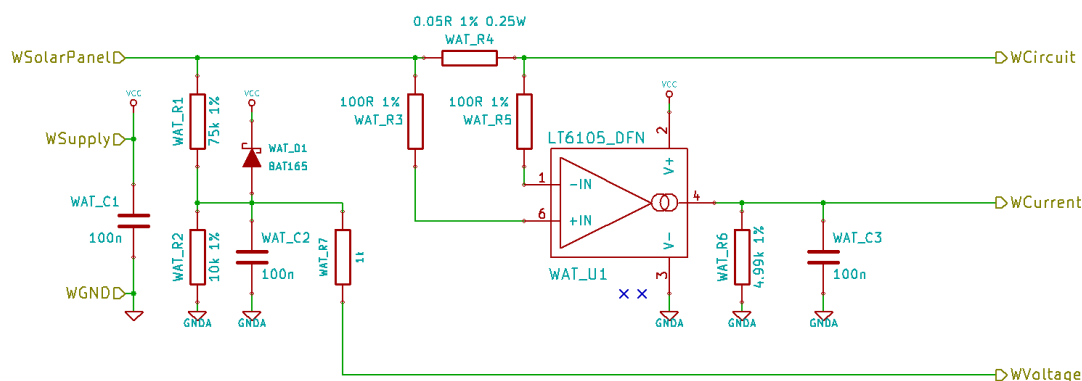 0.05R 1% 0.25W
WAT_R4
WSolarPanel
WCircuit
VCC
WAT_R1
75k 1%
VCC
100R 1%
WAT_R3
100R 1%
WAT_R5
VCC
WSupply
WAT_D1
BAT165
LT6105_DFN
2
V+
1
-IN
4
6
+IN
V-
3
WAT_U1
WCurrent
WAT_C1
100n
WAT_R2
10k 1%
WAT_C2
100n
WAT_R7
1k
WAT_R6
4.99k 1%
WAT_C3
100n
WGND
GNDA
GNDA
GNDA
GNDA
GNDA
WVoltage